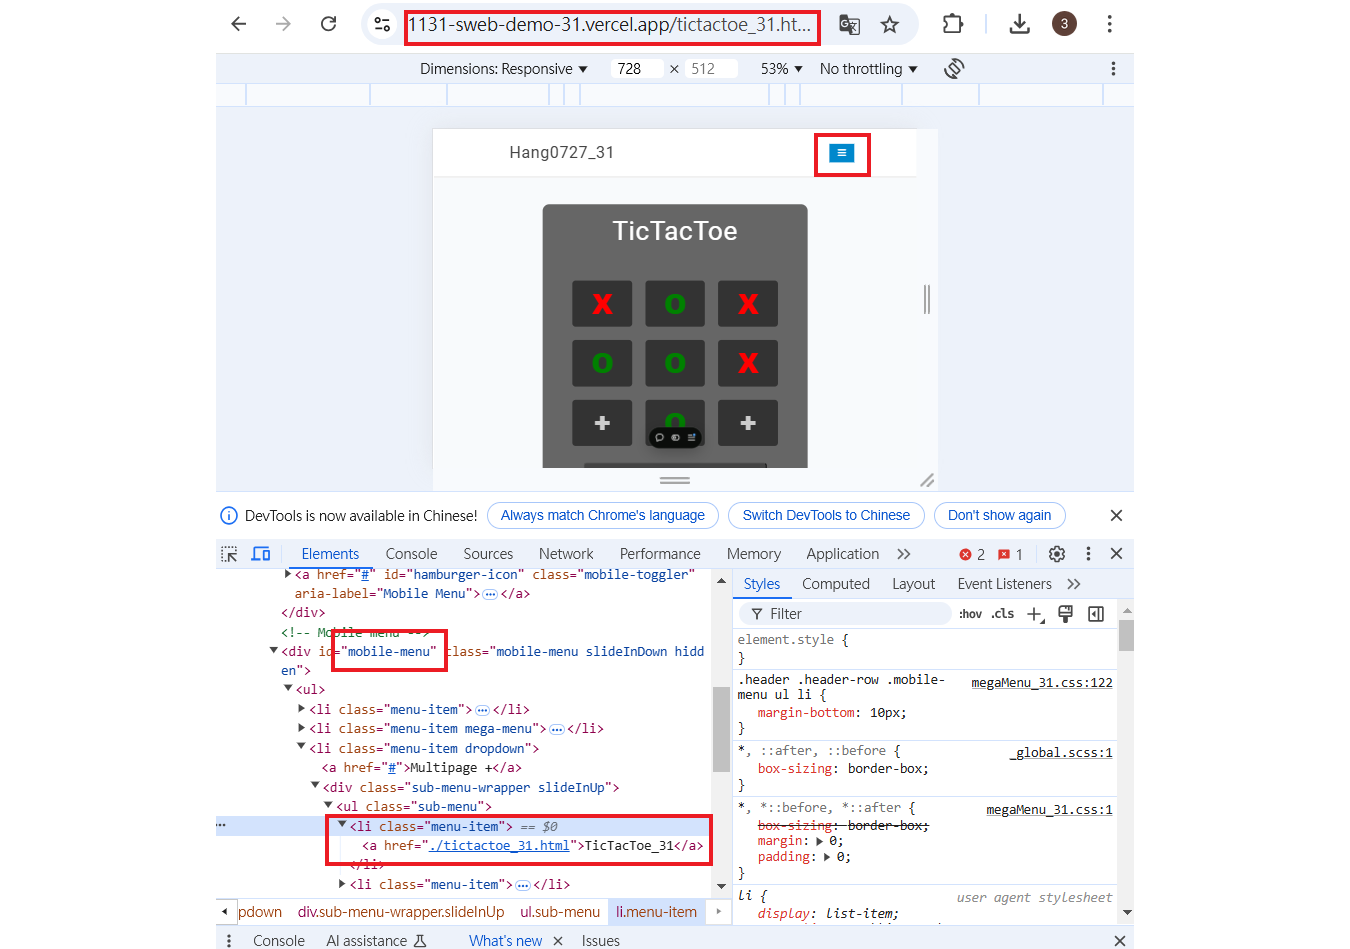 1131-sweb-demo-31.vercel.app/tictactoe_31.ht...
3
Dimensions: Responsive 728 × 512 53% No throttling
Hang0727_31
TicTacToe
X O X
O O X
+ O +
DevTools is now available in Chinese! Always match Chrome's language Switch DevTools to Chinese Don't show again
Elements Console Sources Network Performance Memory Application 2 1
<a href="#" id="hamburger-icon" class="mobile-toggler"
aria-label="Mobile Menu"> ⋯ </a>
</div>
<!-- Mobile menu -->
<div id="mobile-menu" class="mobile-menu slideInDown hidd
en">
<ul>
<li class="menu-item"> ⋯ </li>
<li class="menu-item mega-menu"> ⋯ </li>
<li class="menu-item dropdown">
<a href="#">Multipage +</a>
<div class="sub-menu-wrapper slideInUp">
<ul class="sub-menu">
<li class="menu-item"> == $0
<a href="./tictactoe_31.html">TicTacToe_31</a>
</li>
<li class="menu-item"> ⋯ </li>
pdown div.sub-menu-wrapper.slideInUp ul.sub-menu li.menu-item
Styles Computed Layout Event Listeners
Filter :hov .cls
element.style {
}
.header .header-row .mobile- megaMenu_31.css:122
menu ul li {
margin-bottom: 10px;
}
*, ::after, ::before { _global.scss:1
box-sizing: border-box;
}
*, *::before, *::after { megaMenu_31.css:1
box-sizing: border-box;
margin: 0;
padding: 0;
}
li { user agent stylesheet
display: list-item;
Console AI assistance What's new Issues